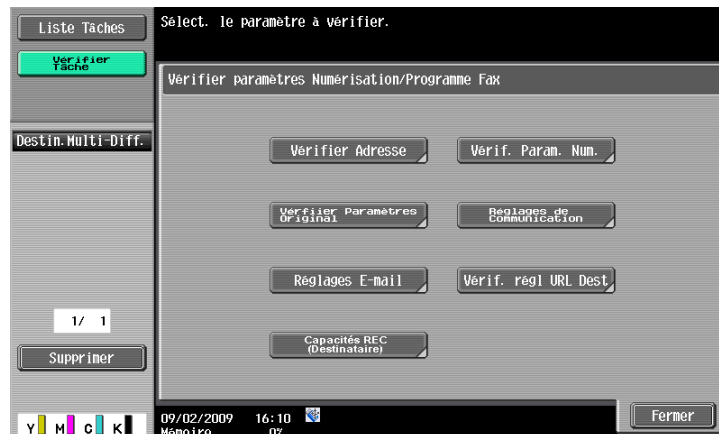 Liste Tâches
Sélect. le paramètre à vérifier.
Vérifier
Tâche
Vérifier paramètres Numérisation/Programme Fax
Destin.Multi-Diff.
Vérifier Adresse
Vérif. Param. Num.
Vérfiier Paramètres
Original
Réglages de
Communication
Réglages E-mail
Vérif. régl URL Dest
1/ 1
Capacités REC
(Destinataire)
Supprimer
09/02/2009 16:10
Fermer
Y M C K
Mémoire 0%